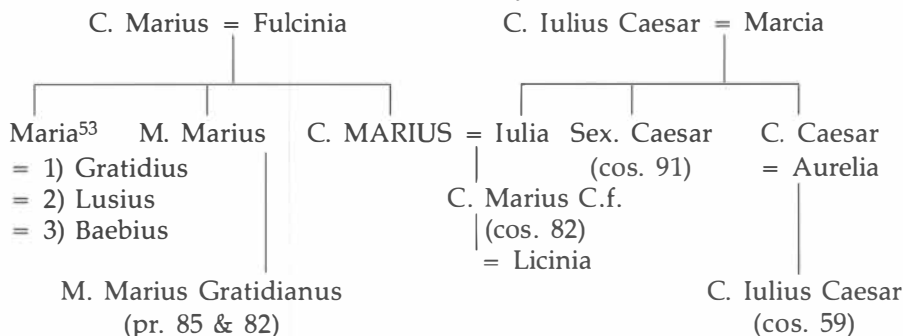 C. Marius = Fulcinia C. Iulius Caesar = Marcia
Maria53 M. Marius C. MARIUS = Iulia Sex. Caesar C. Caesar
= 1) Gratidius (cos. 91) = Aurelia
= 2) Lusius C. Marius C.f.
= 3) Baebius (cos. 82)
= Licinia
M. Marius Gratidianus C. Iulius Caesar
(pr. 85 & 82) (cos. 59)